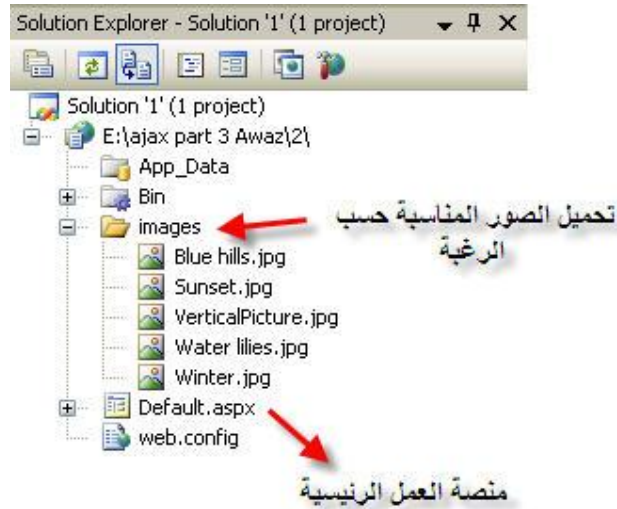 Solution Explorer - Solution '1' (1 project)
Solution '1' (1 project)
E:\ajax part 3 Awaz\2\
App_Data
Bin
images
تحميل الصور المناسبة حسب
الرغبة
Blue hills.jpg
Sunset.jpg
VerticalPicture.jpg
Water lilies.jpg
Winter.jpg
Default.aspx
web.config
منصة العمل الرئيسية